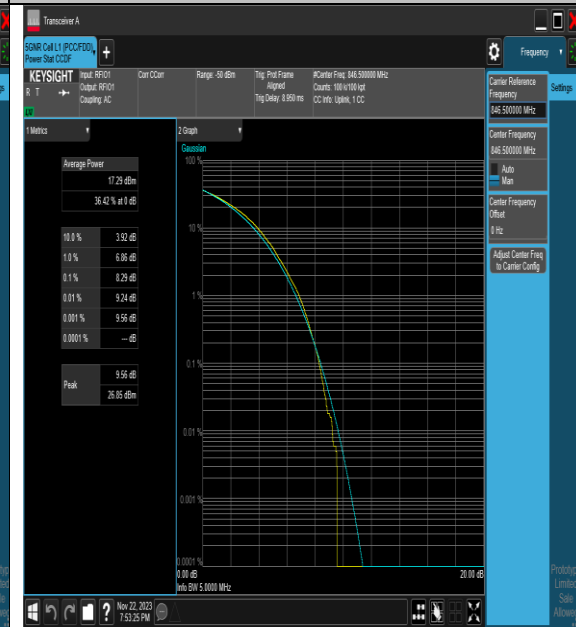 Transceiver A
5GNR Cell L1 (PCC/FDD)
Power Stat CCDF
+
Frequency
KEYSIGHT
R T
Input: RFIO1
Output: RFIO1
Coupling: AC
Corr CCorr
Range: -50 dBm
Trig: Prot Frame
Aligned
Trig Delay: 8.950 ms
#Center Freq: 846.500000 MHz
Counts: 100 k/100 kpt
CC Info: Uplink, 1 CC
Carrier Reference
Frequency
846.500000 MHz
Settings
Center Frequency
846.500000 MHz
Auto
Man
Center Frequency
Offset
0 Hz
Adjust Center Freq
to Carrier Config
1 Metrics
Average Power
17.29 dBm
36.42 % at 0 dB
10.0 % 3.92 dB
1.0 % 6.86 dB
0.1 % 8.29 dB
0.01 % 9.24 dB
0.001 % 9.56 dB
0.0001 % --- dB
Peak
9.56 dB
26.85 dBm
2 Graph
Gaussian
100 %
10 %
1 %
0.1 %
0.01 %
0.001 %
0.0001 %
0.00 dB
20.00 dB
Info BW 5.0000 MHz
Nov 22, 2023
7:53:25 PM
?